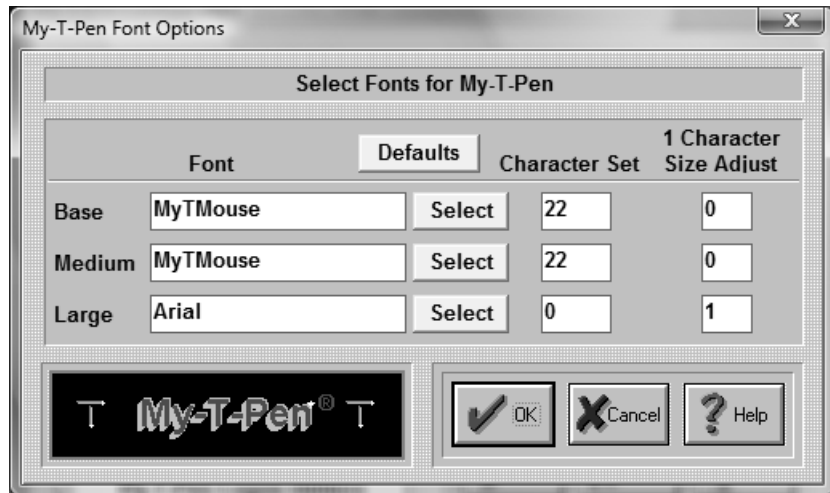 My-T-Pen Font Options
X
Select Fonts for My-T-Pen
Font Defaults Character Set 1 Character Size Adjust
Base MyTMouse Select 22 0
Medium MyTMouse Select 22 0
Large Arial Select 0 1
My-T-Pen®
OK Cancel ? Help